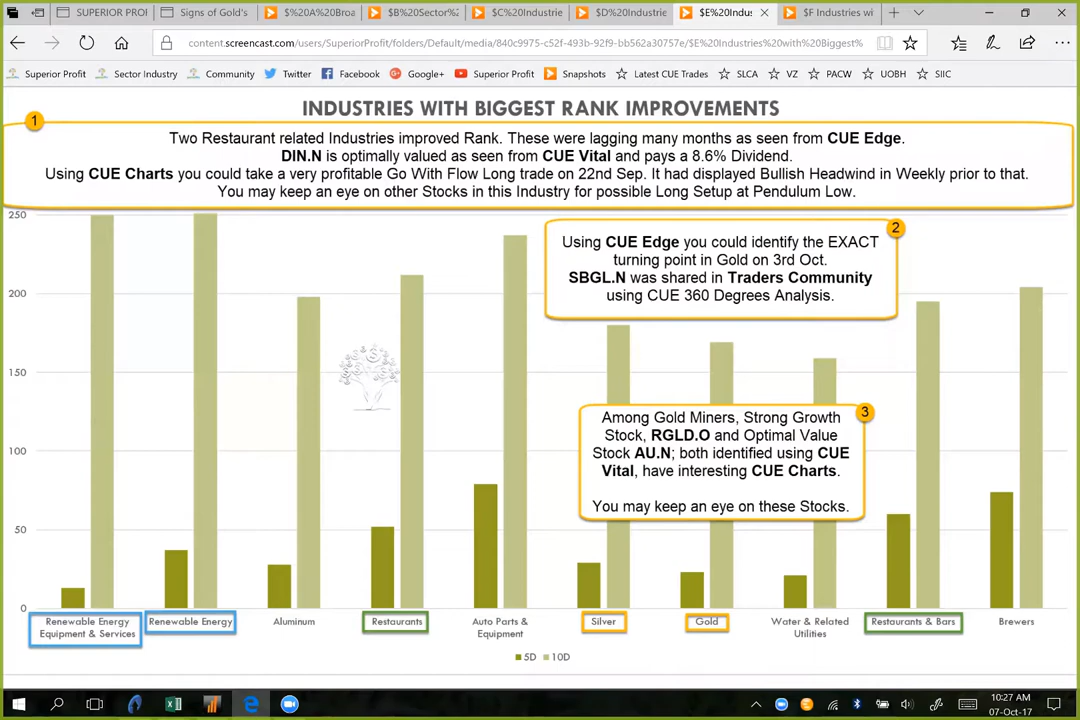 SUPERIOR PROF
Signs of Gold's
$%20A%20Broa
$B%20Sector%2
$C%20Industrie
$D%20Industrie
$E%20Indus
$F Industries wi
content.screencast.com/users/SuperiorProfit/folders/Default/media/840c9975-c52f-493b-92f9-bb562a30757e/$E%20Industries%20with%20Biggest%
Superior Profit
Sector Industry
Community
Twitter
Facebook
Google+
Superior Profit
Snapshots
Latest CUE Trades
SLCA
VZ
PACW
UOBH
SIIC
INDUSTRIES WITH BIGGEST RANK IMPROVEMENTS
1
Two Restaurant related Industries improved Rank. These were lagging many months as seen from CUE Edge.
DIN.N is optimally valued as seen from CUE Vital and pays a 8.6% Dividend.
Using CUE Charts you could take a very profitable Go With Flow Long trade on 22nd Sep. It had displayed Bullish Headwind in Weekly prior to that.
You may keep an eye on other Stocks in this Industry for possible Long Setup at Pendulum Low.
2
Using CUE Edge you could identify the EXACT
turning point in Gold on 3rd Oct.
SBGL.N was shared in Traders Community
using CUE 360 Degrees Analysis.
3
Among Gold Miners, Strong Growth
Stock, RGLD.O and Optimal Value
Stock AU.N; both identified using CUE
Vital, have interesting CUE Charts.
You may keep an eye on these Stocks.
250
200
150
100
50
0
Renewable Energy
Equipment & Services
Renewable Energy
Aluminum
Restaurants
Auto Parts &
Equipment
Silver
Gold
Water & Related
Utilities
Restaurants & Bars
Brewers
5D
10D
10:27 AM
07-Oct-17